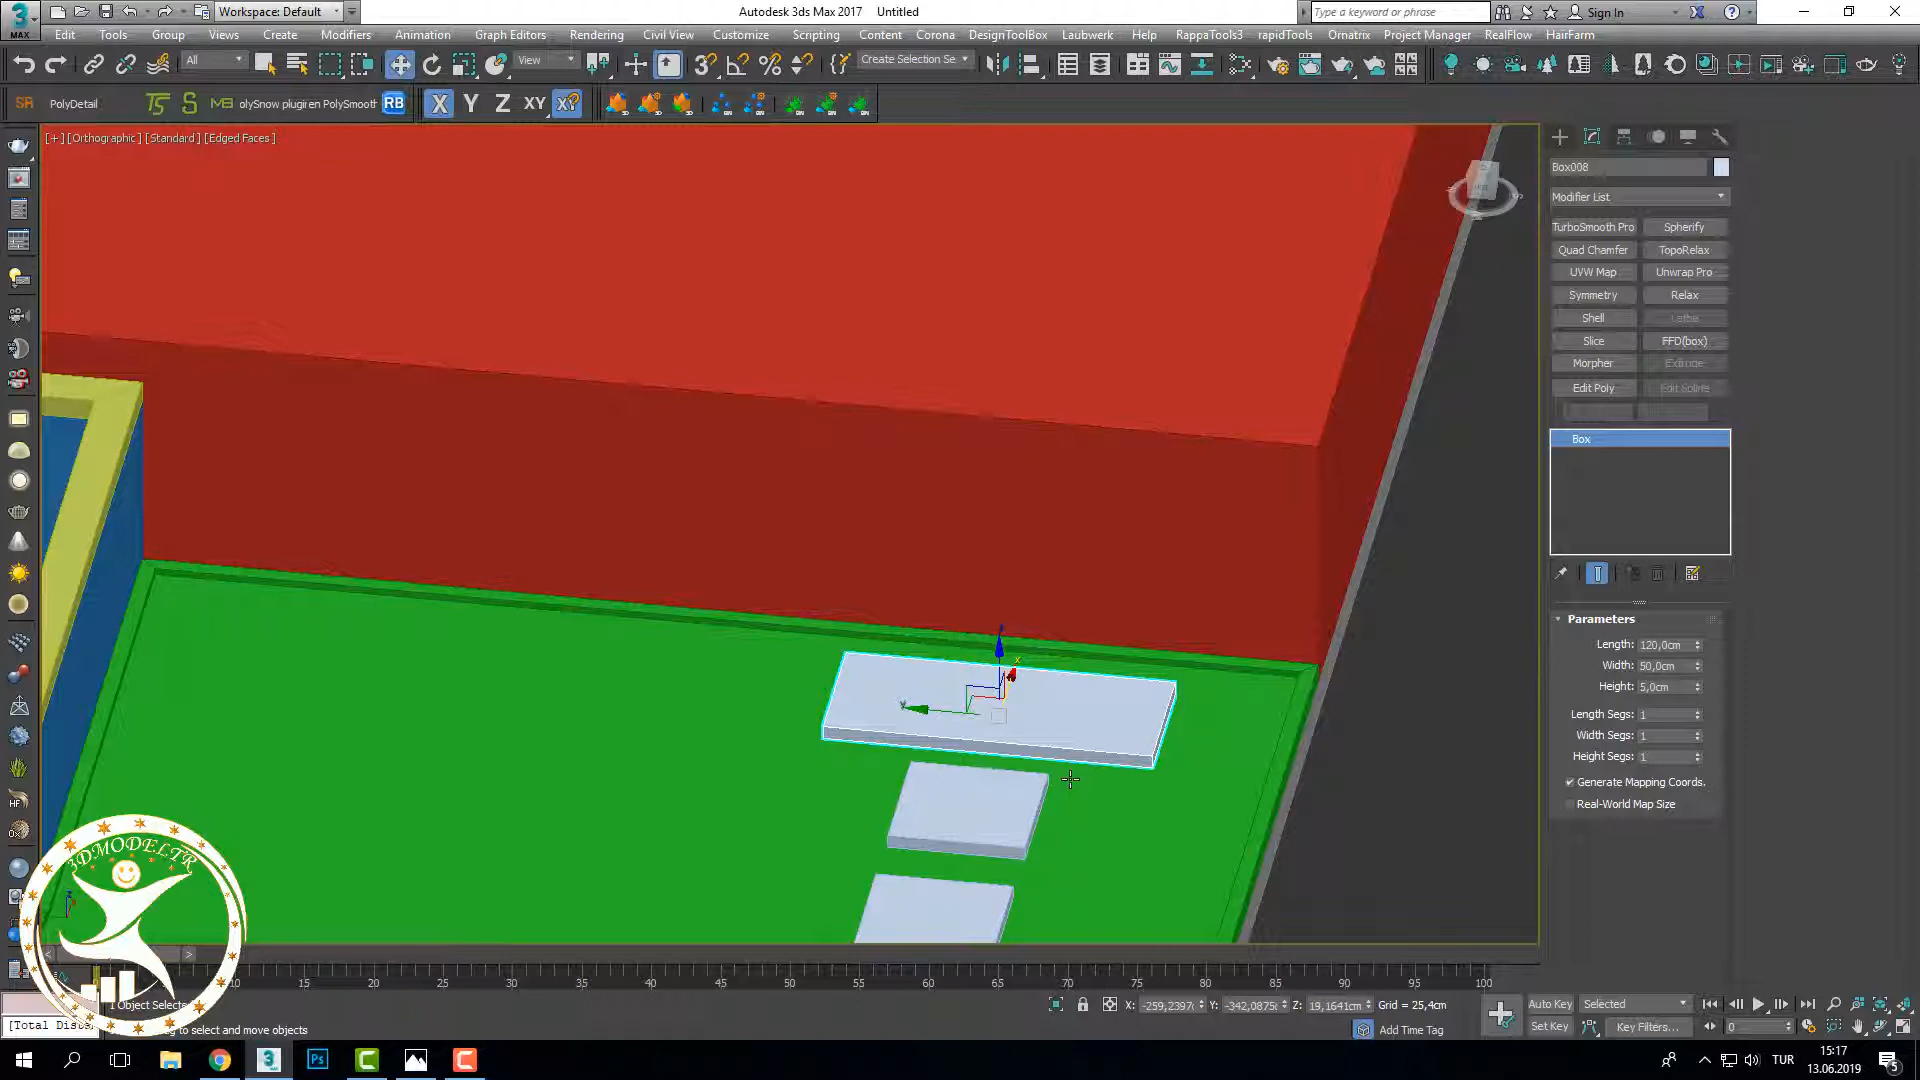 Workspace: Default
Autodesk 3ds Max 2017 Untitled
Type a keyword or phrase
Sign In
Edit Tools Group Views Create Modifiers Animation Graph Editors Rendering Civil View Customize Scripting Content Corona DesignToolBox Laubwerk Help RappaTools3 rapidTools Ornatrix Project Manager RealFlow HairFarm
All View Create Selection Se
PolyDetail olySnow plugi ren PolySmooth RB X Y Z XY X?
[+] [Orthographic] [Standard] [Edged Faces]
Box008
Modifier List
TurboSmooth Pro Spherify
Quad Chamfer TopoRelax
UVW Map Unwrap Pro
Symmetry Relax
Shell Lathe
Slice FFD(box)
Morpher Extrude
Edit Poly Edit Spline
Box
Parameters
Length: 120,0cm
Width: 50,0cm
Height: 5,0cm
Length Segs: 1
Width Segs: 1
Height Segs: 1
Generate Mapping Coords.
Real-World Map Size
3DMODELTR
10 15 20 25 30 35 40 45 50 55 60 65 70 75 80 85 90 95 100
1 Object Selecte
X: -259,2397 Y: -342,0875 Z: 19,1641cm Grid = 25,4cm
Auto Key Selected
[Total Dist
to select and move objects
Add Time Tag
Set Key Key Filters... 0
TUR
15:17
13.06.2019
5